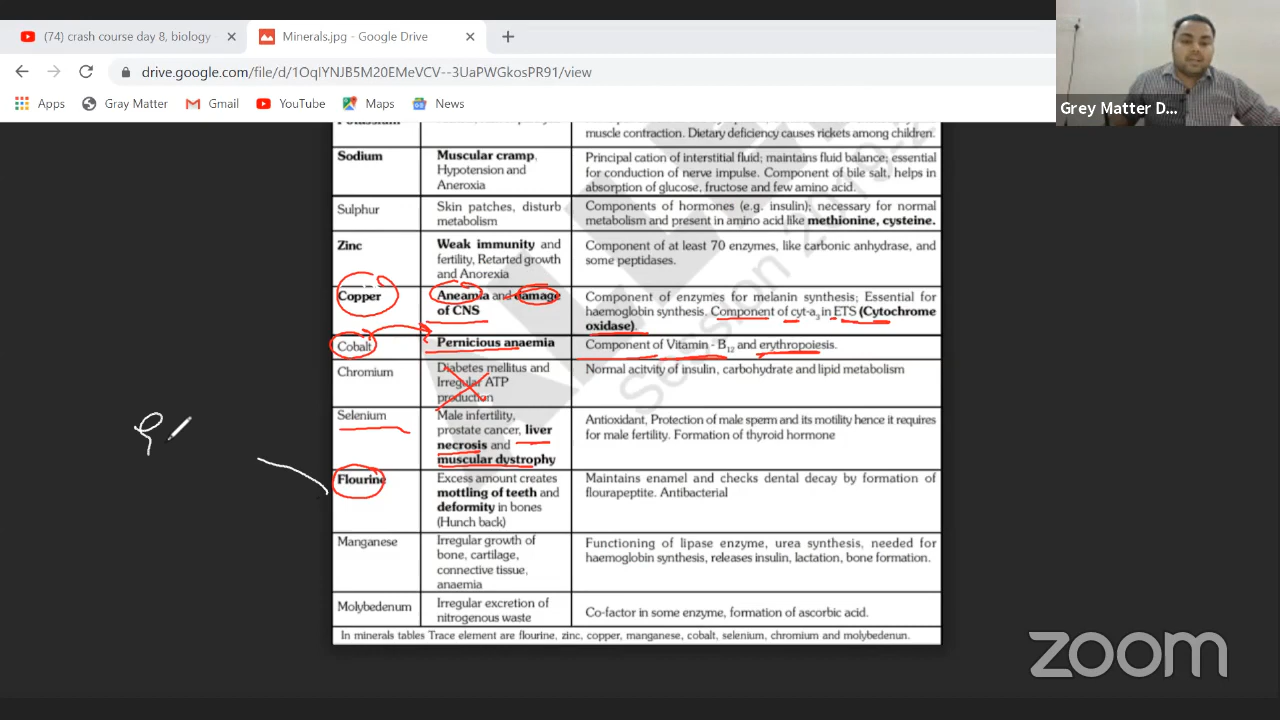 (74) crash course day 8, biology
Minerals.jpg - Google Drive
drive.google.com/file/d/1OqIYNJB5M20EMeVCV--3UaPWGkosPR91/view
Apps
Gray Matter
Gmail
YouTube
Maps
News
Grey Matter D...
muscle contraction. Dietary deficiency causes rickets among children.
Sodium
Muscular cramp,
Hypotension and
Aneroxia
Principal cation of interstitial fluid; maintains fluid balance; essential
for conduction of nerve impulse. Component of bile salt, helps in
absorption of glucose, fructose and few amino acid.
Sulphur
Skin patches, disturb
metabolism
Components of hormones (e.g. insulin); necessary for normal
metabolism and present in amino acid like methionine, cysteine.
Zinc
Weak immunity and
fertility, Retarted growth
and Anorexia
Component of at least 70 enzymes, like carbonic anhydrase, and
some peptidases.
Copper
Aneamia and damage
of CNS
Component of enzymes for melanin synthesis; Essential for
haemoglobin synthesis. Component of cyt-a3 in ETS (Cytochrome
oxidase).
Cobalt
Pernicious anaemia
Component of Vitamin - B12 and erythropoiesis.
Chromium
Diabetes mellitus and
Irregular ATP
production
Normal acitvity of insulin, carbohydrate and lipid metabolism
Selenium
Male infertility,
prostate cancer, liver
necrosis and
muscular dystrophy
Antioxidant, Protection of male sperm and its motility hence it requires
for male fertility. Formation of thyroid hormone
Flourine
Excess amount creates
mottling of teeth and
deformity in bones
(Hunch back)
Maintains enamel and checks dental decay by formation of
flourapeptite. Antibacterial
Manganese
Irregular growth of
bone, cartilage,
connective tissue,
anaemia
Functioning of lipase enzyme, urea synthesis, needed for
haemoglobin synthesis, releases insulin, lactation, bone formation.
Molybedenum
Irregular excretion of
nitrogenous waste
Co-factor in some enzyme, formation of ascorbic acid.
In minerals tables Trace element are flourine, zinc, copper, manganese, cobalt, selenium, chromium and molybedenun.
zoom